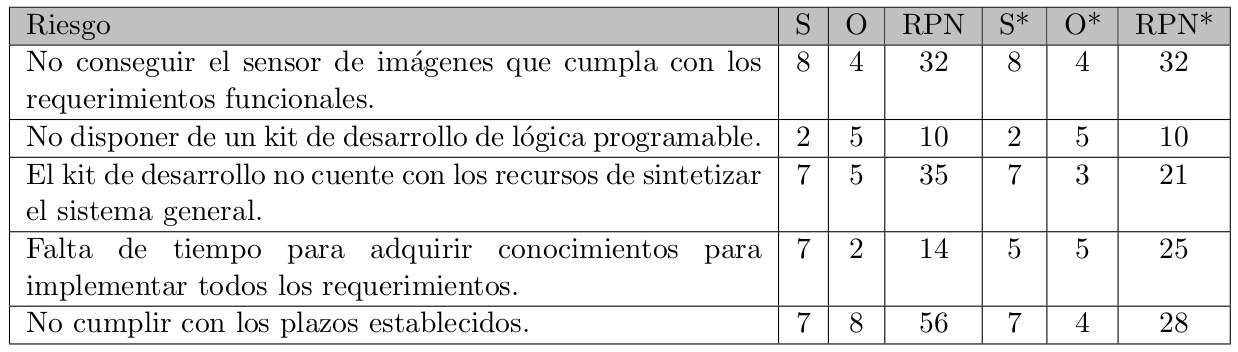 Riesgo S O RPN S* O* RPN*
No conseguir el sensor de imágenes que cumpla con los 8 4 32 8 4 32
requerimientos funcionales.
No disponer de un kit de desarrollo de lógica programable. 2 5 10 2 5 10
El kit de desarrollo no cuente con los recursos de sintetizar 7 5 35 7 3 21
el sistema general.
Falta de tiempo para adquirir conocimientos para 7 2 14 5 5 25
implementar todos los requerimientos.
No cumplir con los plazos establecidos. 7 8 56 7 4 28